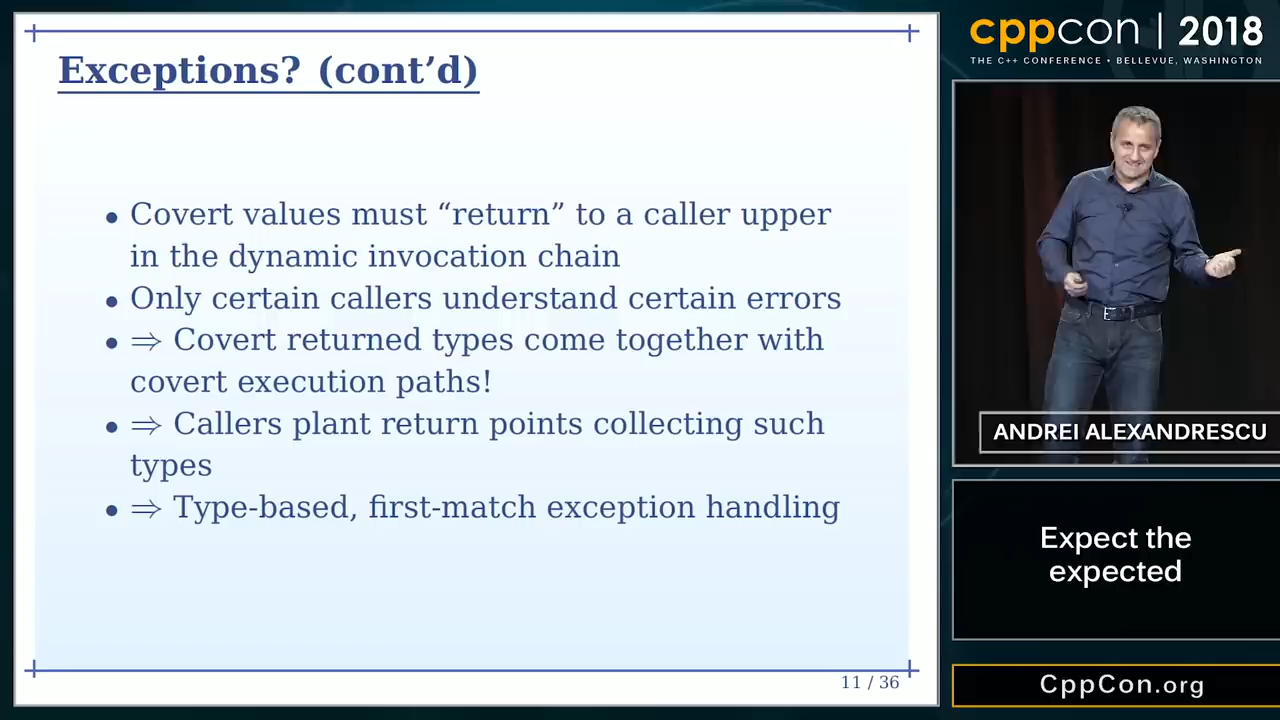 Exceptions? (cont’d)
• Covert values must “return” to a caller upper
in the dynamic invocation chain
• Only certain callers understand certain errors
• ⇒ Covert returned types come together with
covert execution paths!
• ⇒ Callers plant return points collecting such
types
• ⇒ Type-based, first-match exception handling
11 / 36
cppcon | 2018
THE C++ CONFERENCE • BELLEVUE, WASHINGTON
ANDREI ALEXANDRESCU
Expect the
expected
CppCon.org